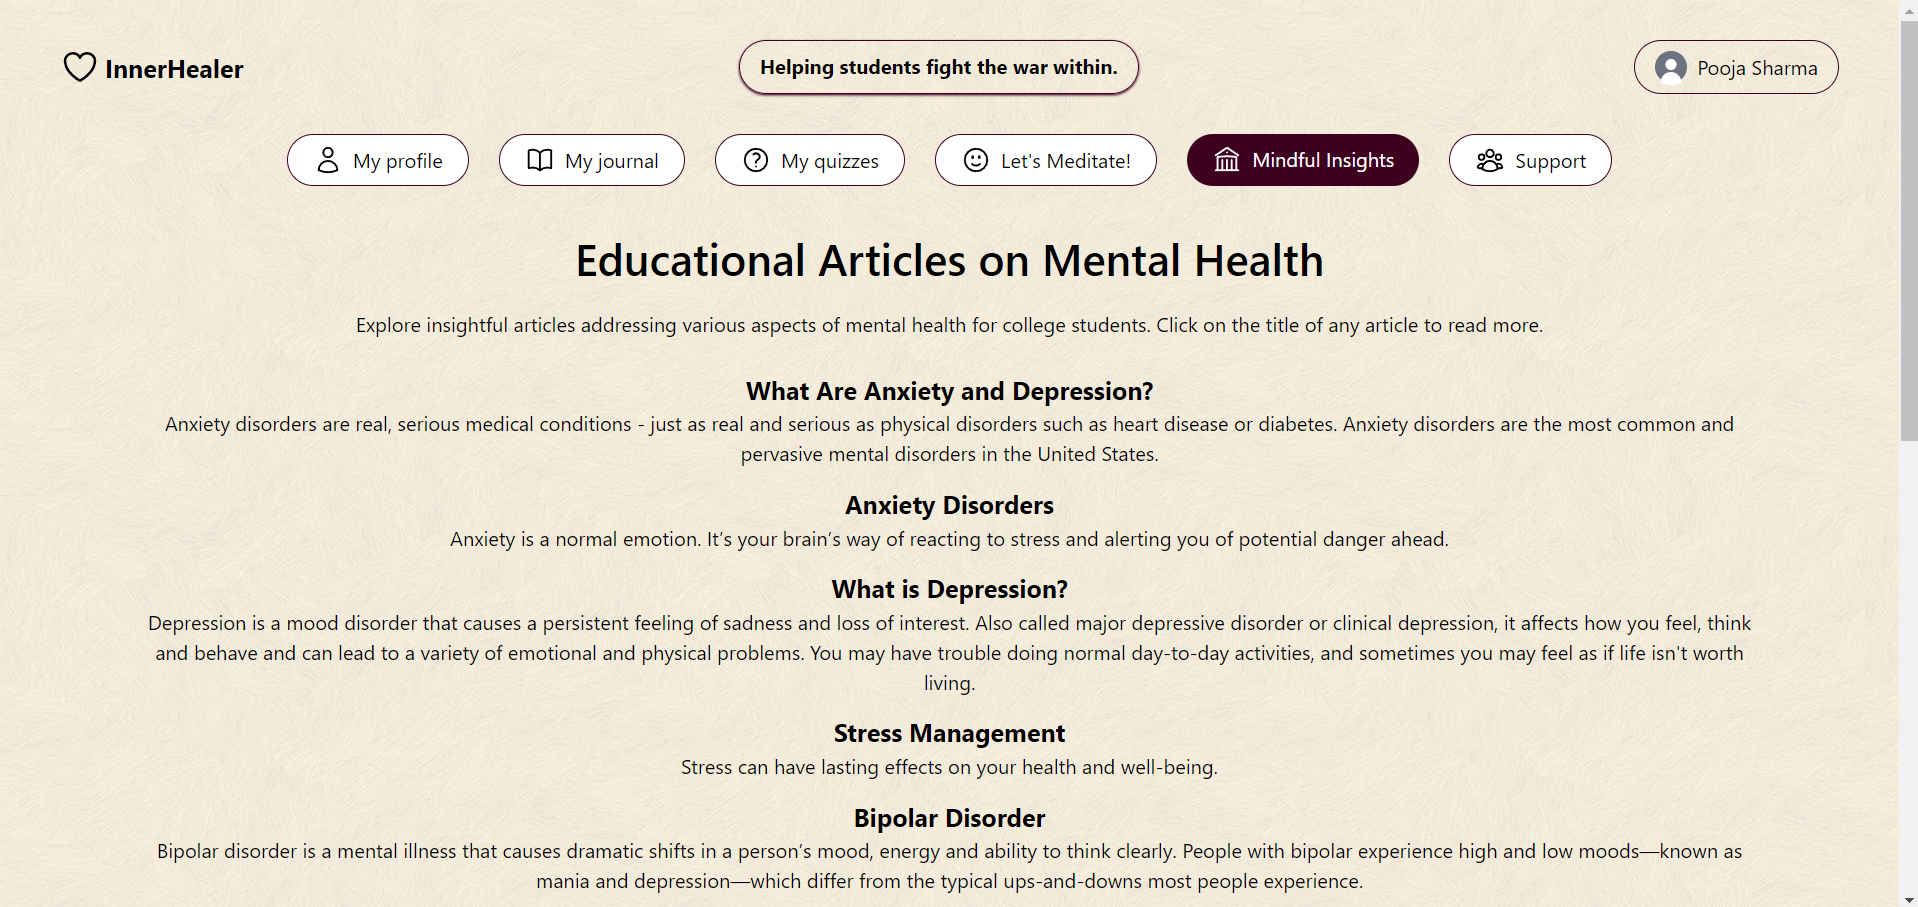 InnerHealer
Helping students fight the war within.
Pooja Sharma
My profile
My journal
My quizzes
Let's Meditate!
Mindful Insights
Support
Educational Articles on Mental Health
Explore insightful articles addressing various aspects of mental health for college students. Click on the title of any article to read more.
What Are Anxiety and Depression?
Anxiety disorders are real, serious medical conditions - just as real and serious as physical disorders such as heart disease or diabetes. Anxiety disorders are the most common and
pervasive mental disorders in the United States.
Anxiety Disorders
Anxiety is a normal emotion. It’s your brain’s way of reacting to stress and alerting you of potential danger ahead.
What is Depression?
Depression is a mood disorder that causes a persistent feeling of sadness and loss of interest. Also called major depressive disorder or clinical depression, it affects how you feel, think
and behave and can lead to a variety of emotional and physical problems. You may have trouble doing normal day-to-day activities, and sometimes you may feel as if life isn't worth
living.
Stress Management
Stress can have lasting effects on your health and well-being.
Bipolar Disorder
Bipolar disorder is a mental illness that causes dramatic shifts in a person’s mood, energy and ability to think clearly. People with bipolar experience high and low moods—known as
mania and depression—which differ from the typical ups-and-downs most people experience.